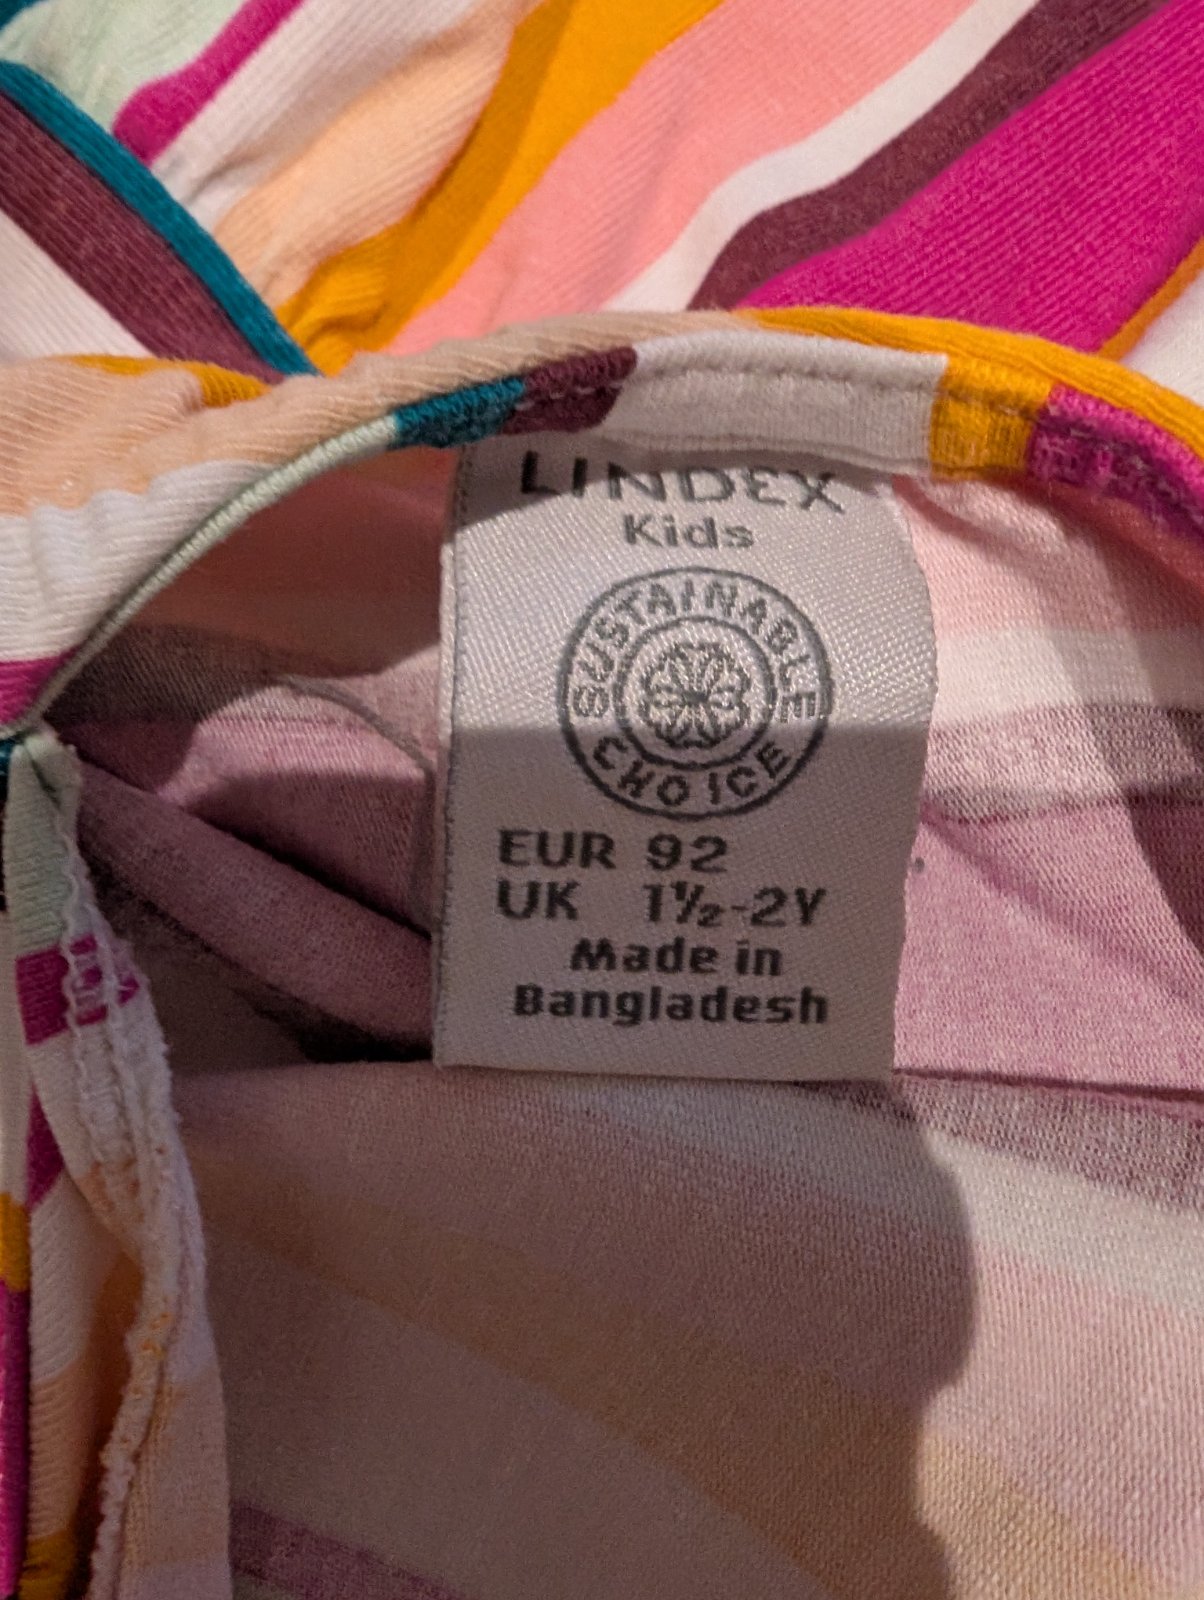 LINDEX
Kids
SUSTAINABLE
CHOICE
EUR 92
UK 1½-2Y
Made in
Bangladesh